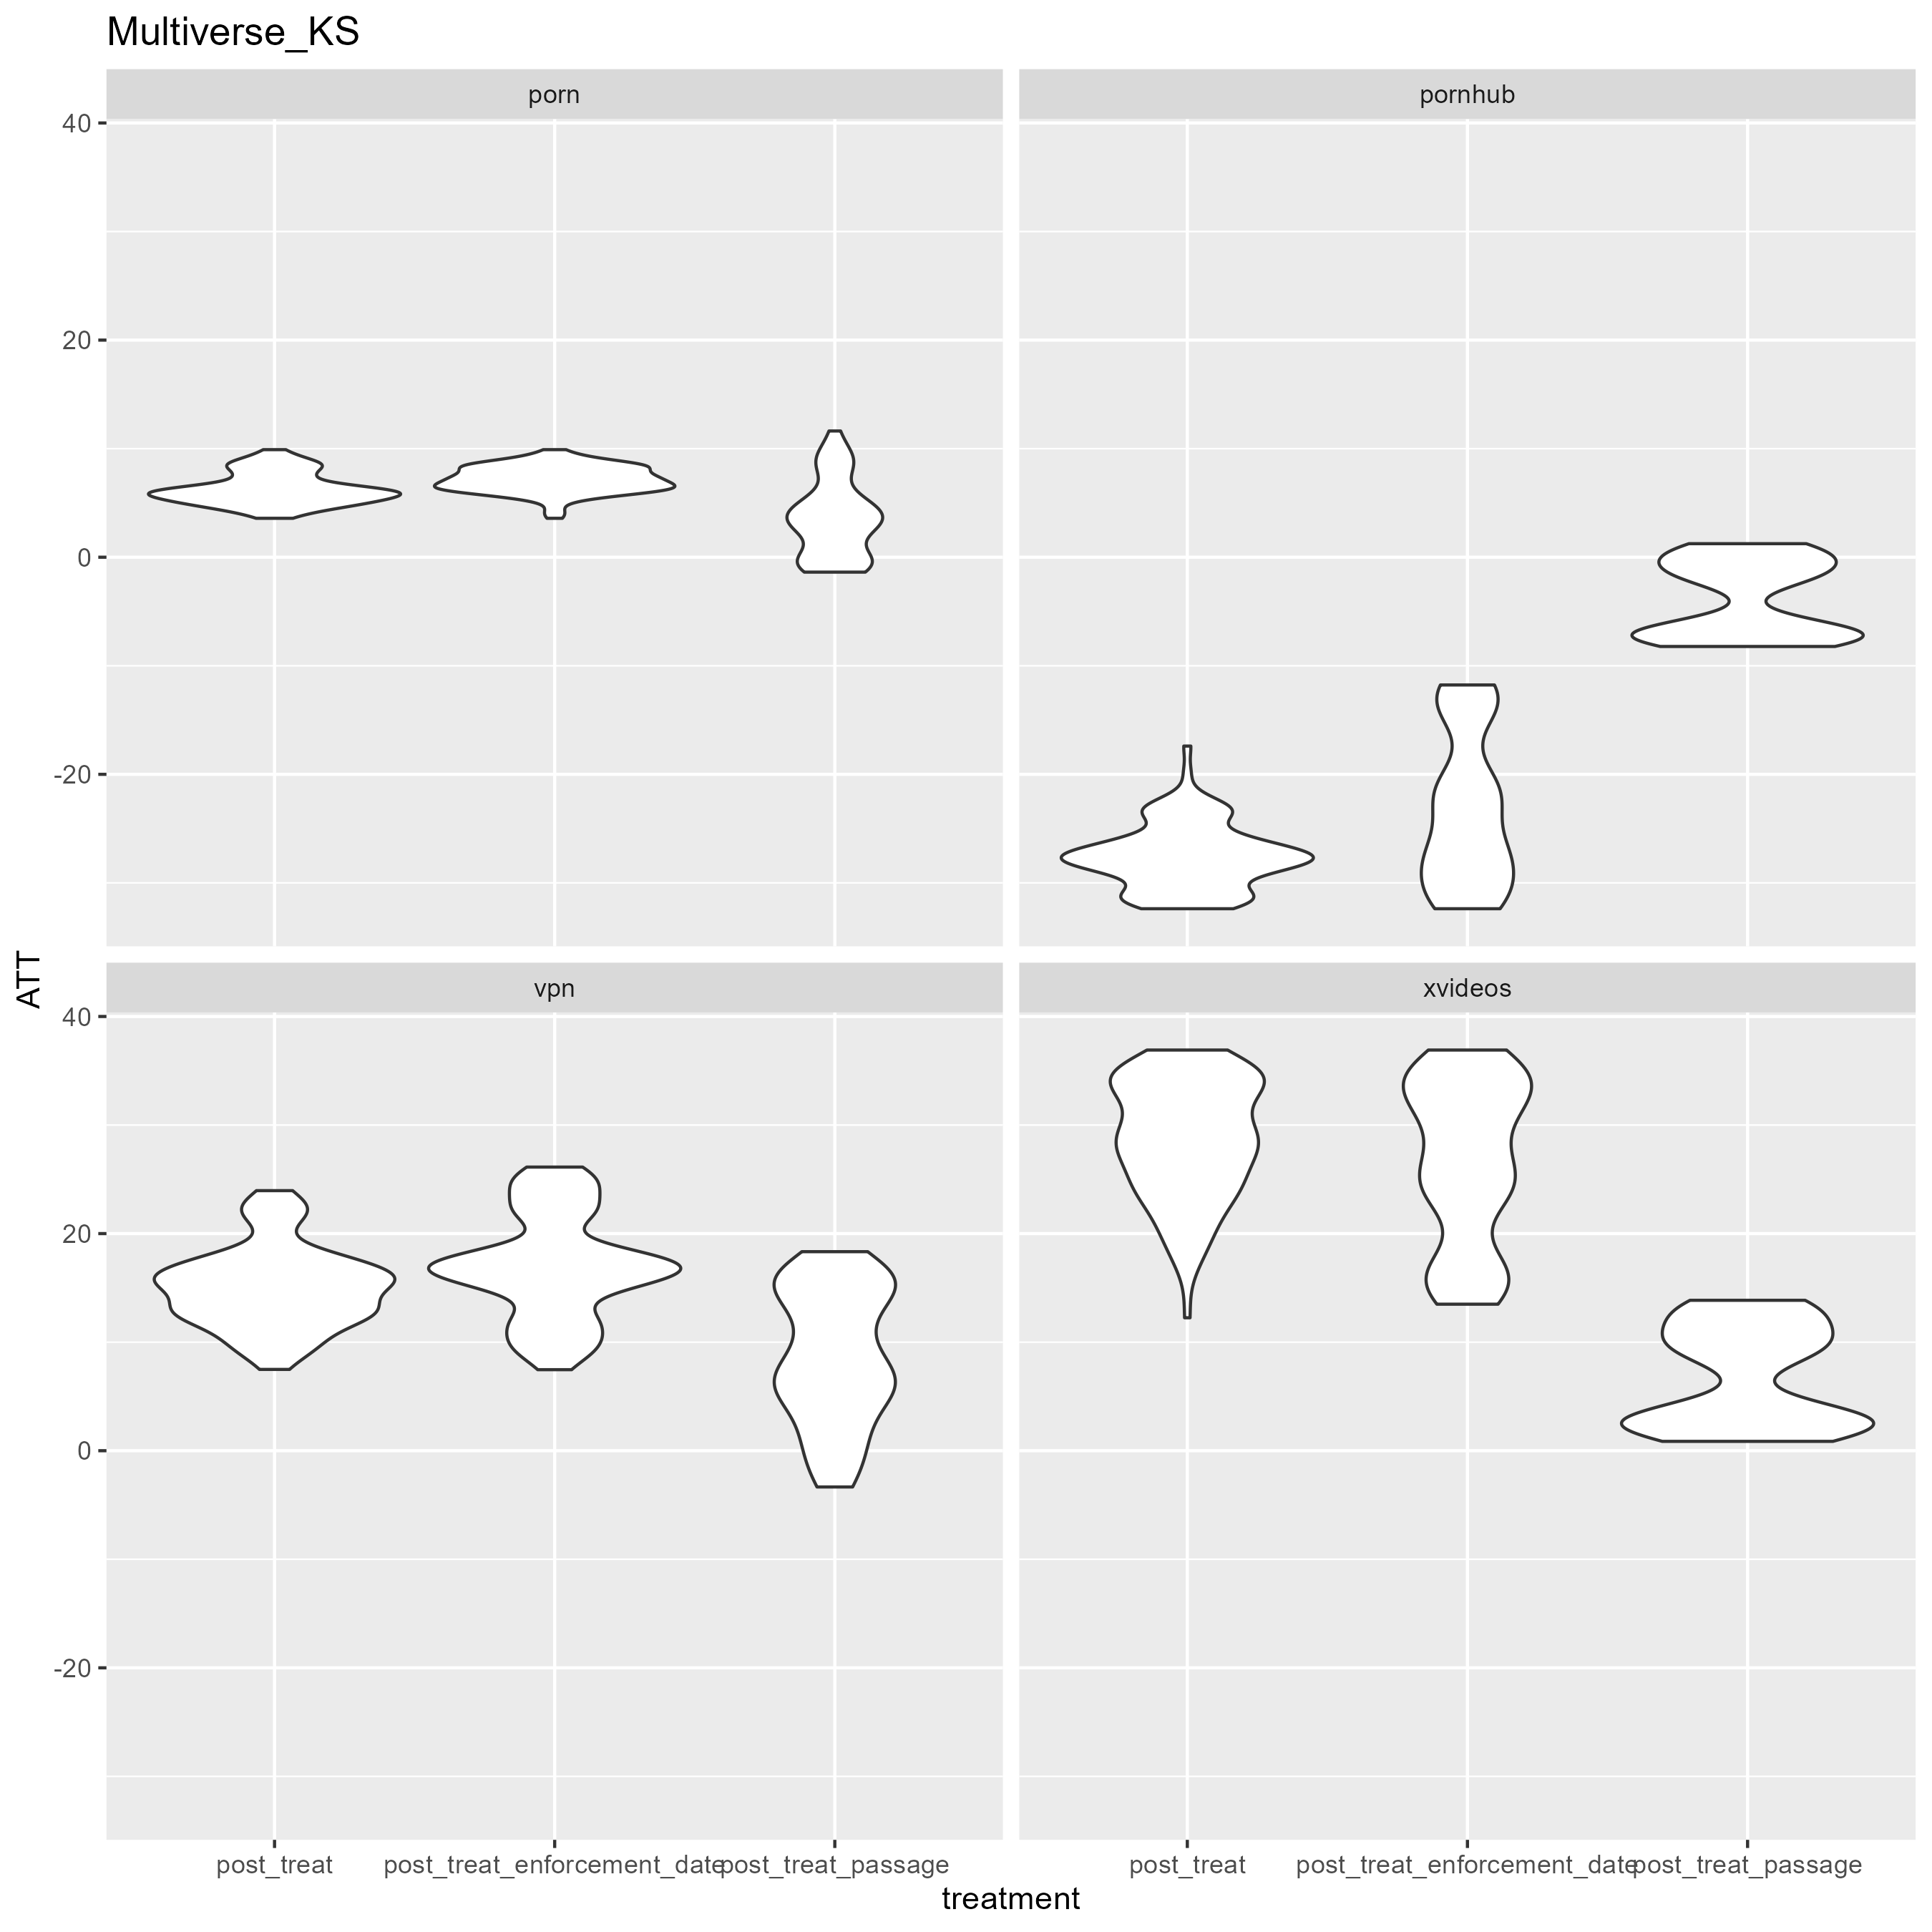 Multiverse_KS
porn
pornhub
40
20
0
-20
ATT
vpn
xvideos
40
20
0
-20
post_treat
post_treat_enforcement_date
post_treat_passage
post_treat
post_treat_enforcement_date
post_treat_passage
treatment